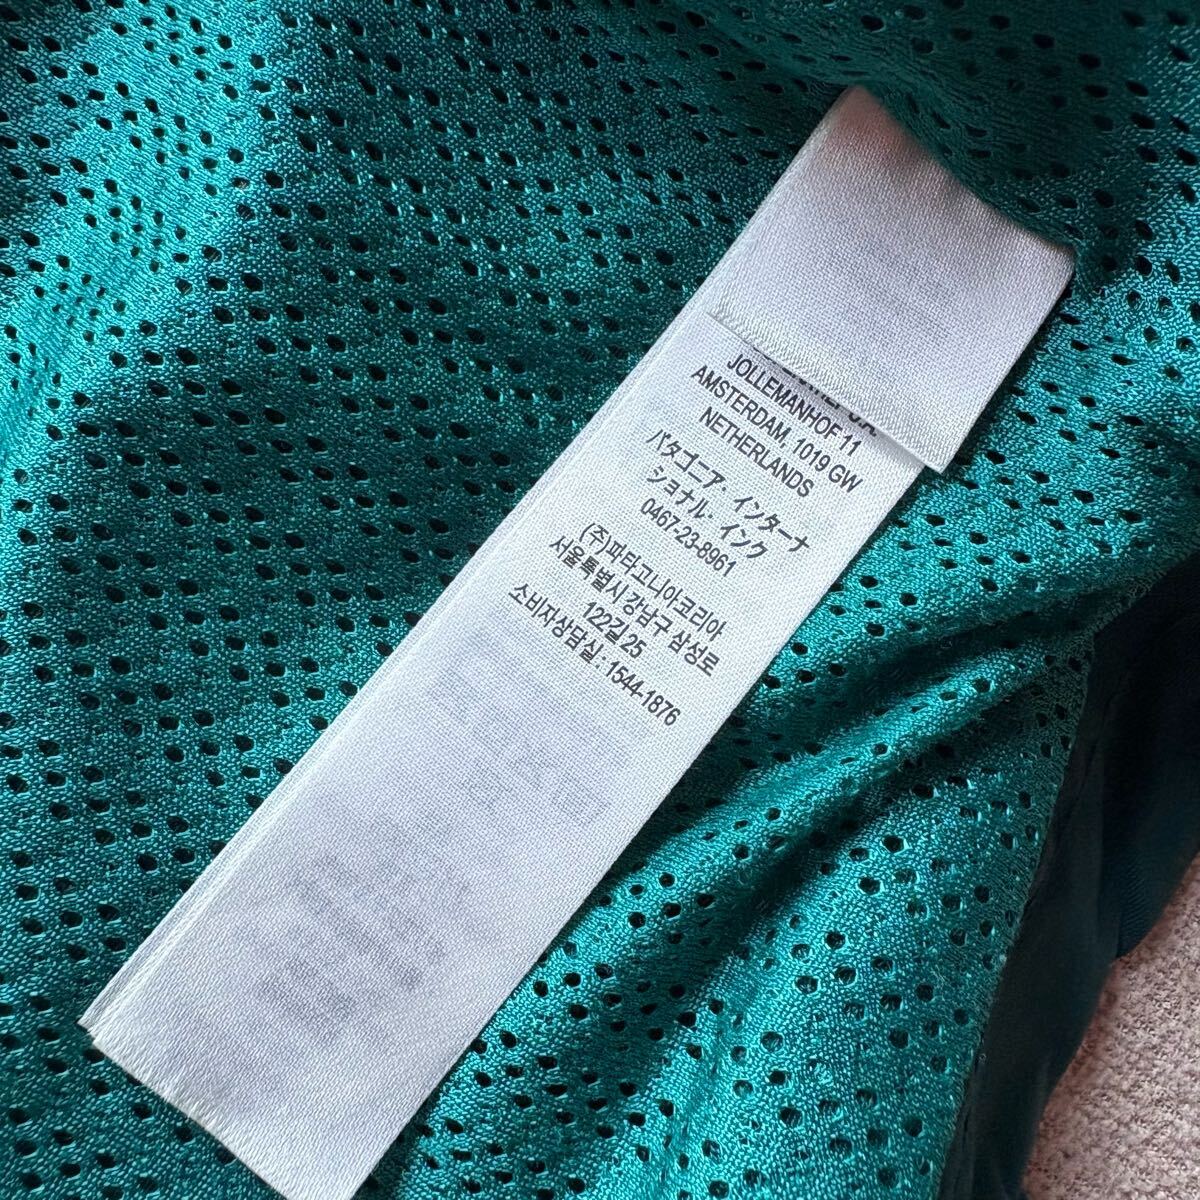 JOLLEMANHOF 11
AMSTERDAM, 1019 GW
NETHERLANDS
パタゴニア・インターナ
ショナル・インク
0467-23-8961
(주)파타고니아코리아
서울특별시 강남구 삼성로
122길 25
소비자상담실 : 1544-1876